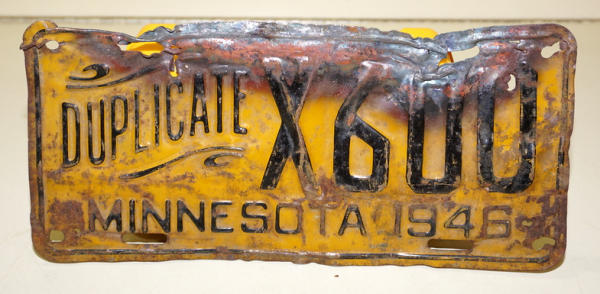 DUPLICATE X600
MINNESOTA 1946